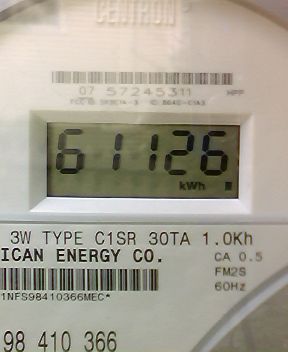 CENTRON
07 57245311 HPF
61126
kWh
3W TYPE C1SR 30TA 1.0Kh
ICAN ENERGY CO. CA 0.5
FM2S
1NFS98410366MEC* 60Hz
98 410 366